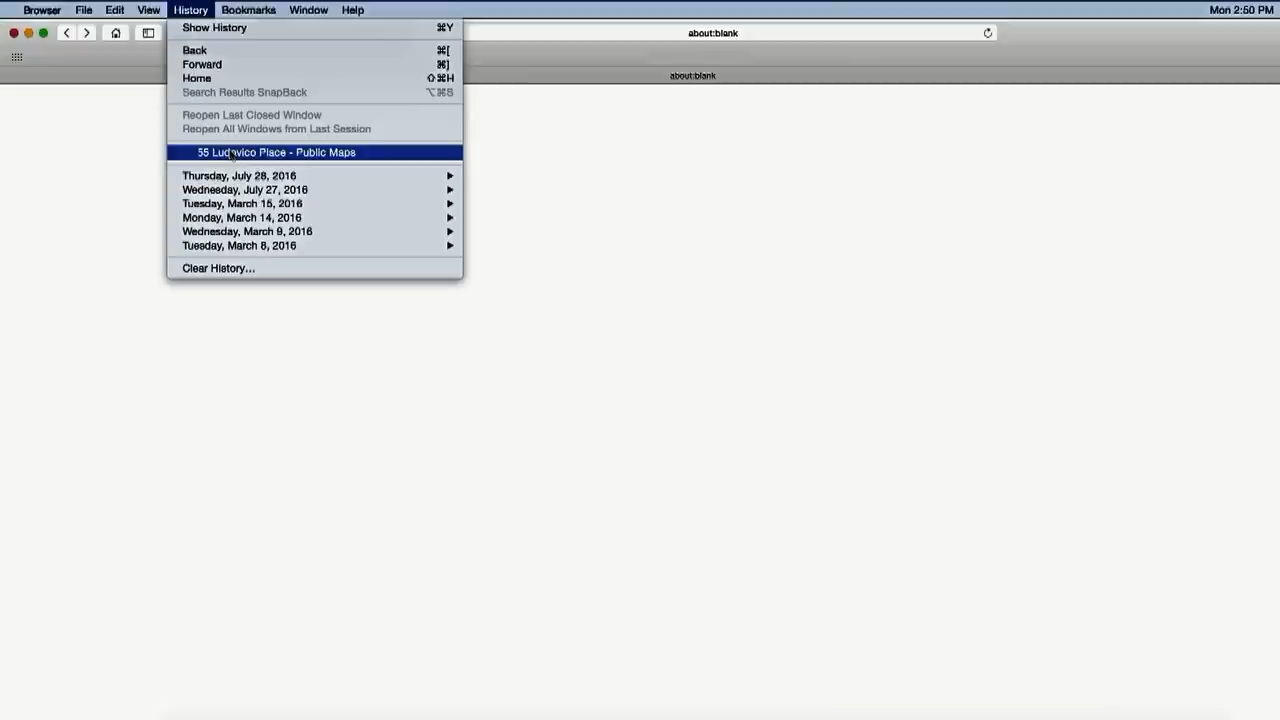 Browser File Edit View History Bookmarks Window Help Mon 2:50 PM
Show History ⌘Y
about:blank
Back ⌘[
Forward ⌘]
Home ⇧⌘H
about:blank
Search Results SnapBack ⌥⌘S
Reopen Last Closed Window
Reopen All Windows from Last Session
55 Ludovico Place - Public Maps
Thursday, July 28, 2016
Wednesday, July 27, 2016
Tuesday, March 15, 2016
Monday, March 14, 2016
Wednesday, March 9, 2016
Tuesday, March 8, 2016
Clear History...